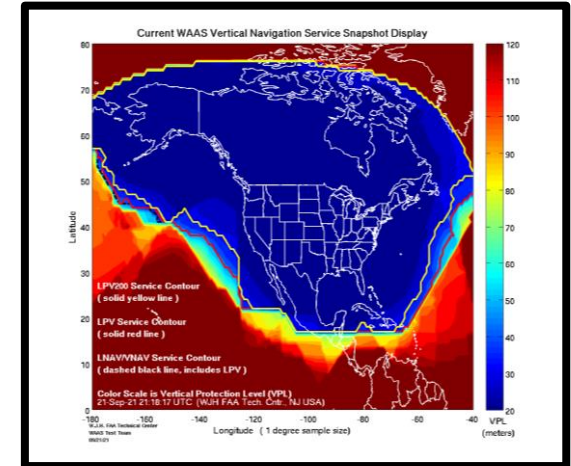 Current WAAS Vertical Navigation Service Snapshot Display
80
70
60
50
40
30
20
10
0
Latitude
-180
-160
-140
-120
-100
-80
-60
-40
Longitude ( 1 degree sample size)
LPV200 Service Contour
( solid yellow line )
LPV Service Contour
( solid red line )
LNAV/VNAV Service Contour
( dashed black line, includes LPV )
Color Scale is Vertical Protection Level (VPL)
21-Sep-21 21:18:17 UTC (WJH FAA Tech. Cntr., NJ USA)
W.J.H. FAA Technical Center
WAAS Test Team
09/21/21
120
110
100
90
80
70
60
50
40
30
20
VPL
(meters)